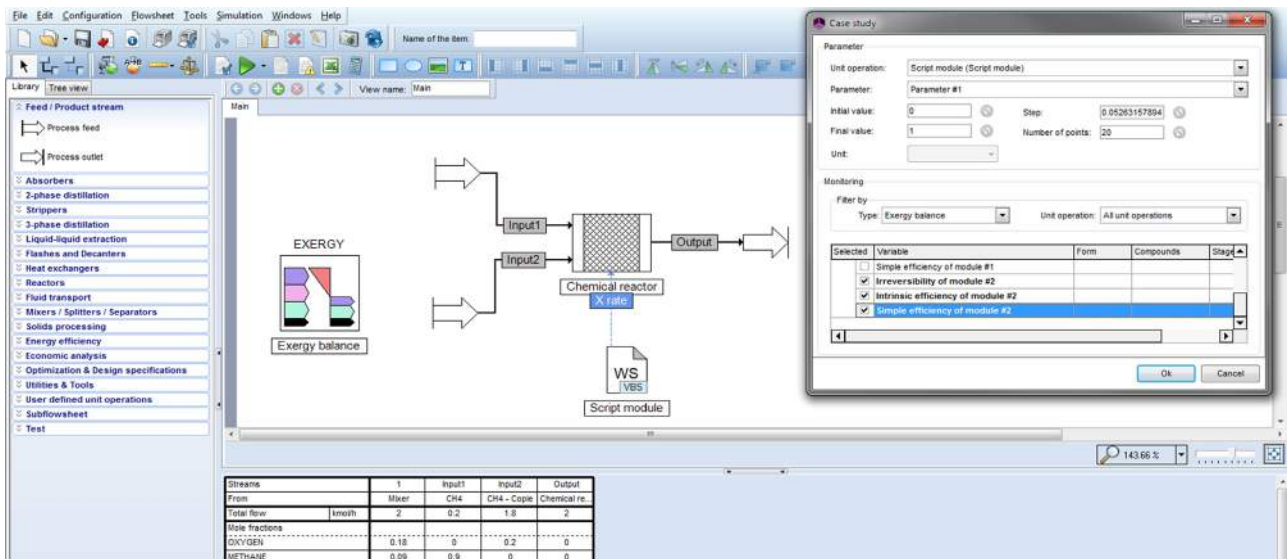 File Edit Configuration Flowsheet Tools Simulation Windows Help
Name of the item:
Library Tree view
View name: Main
Main
Feed / Product stream
Process feed
Process outlet
Absorbers
2-phase distillation
Strippers
3-phase distillation
Liquid-liquid extraction
Flashes and Decanters
Heat exchangers
Reactors
Fluid transport
Mixers / Splitters / Separators
Solids processing
Energy efficiency
Economic analysis
Optimization & Design specifications
Utilities & Tools
User defined unit operations
Subflowsheet
Test
EXERGY
Exergy balance
Input1
Input2
Output
Chemical reactor
X rate
WS
VBS
Script module
Case study
Parameter
Unit operation: Script module (Script module)
Parameter: Parameter #1
Initial value: 0 Step: 0.05263157894
Final value: 1 Number of points: 20
Unit:
Monitoring
Filter by
Type: Exergy balance Unit operation: All unit operations
Selected Variable Form Compounds Stage
Simple efficiency of module #1
Irreversibility of module #2
Intrinsic efficiency of module #2
Simple efficiency of module #2
Ok Cancel
143.66 %
Streams 1 Input1 Input2 Output
From Mixer CH4 CH4 - Copie Chemical re...
Total flow kmol/h 2 0.2 1.8 2
Mole fractions
OXYGEN 0.18 0 0.2 0
METHANE 0.09 0.9 0 0